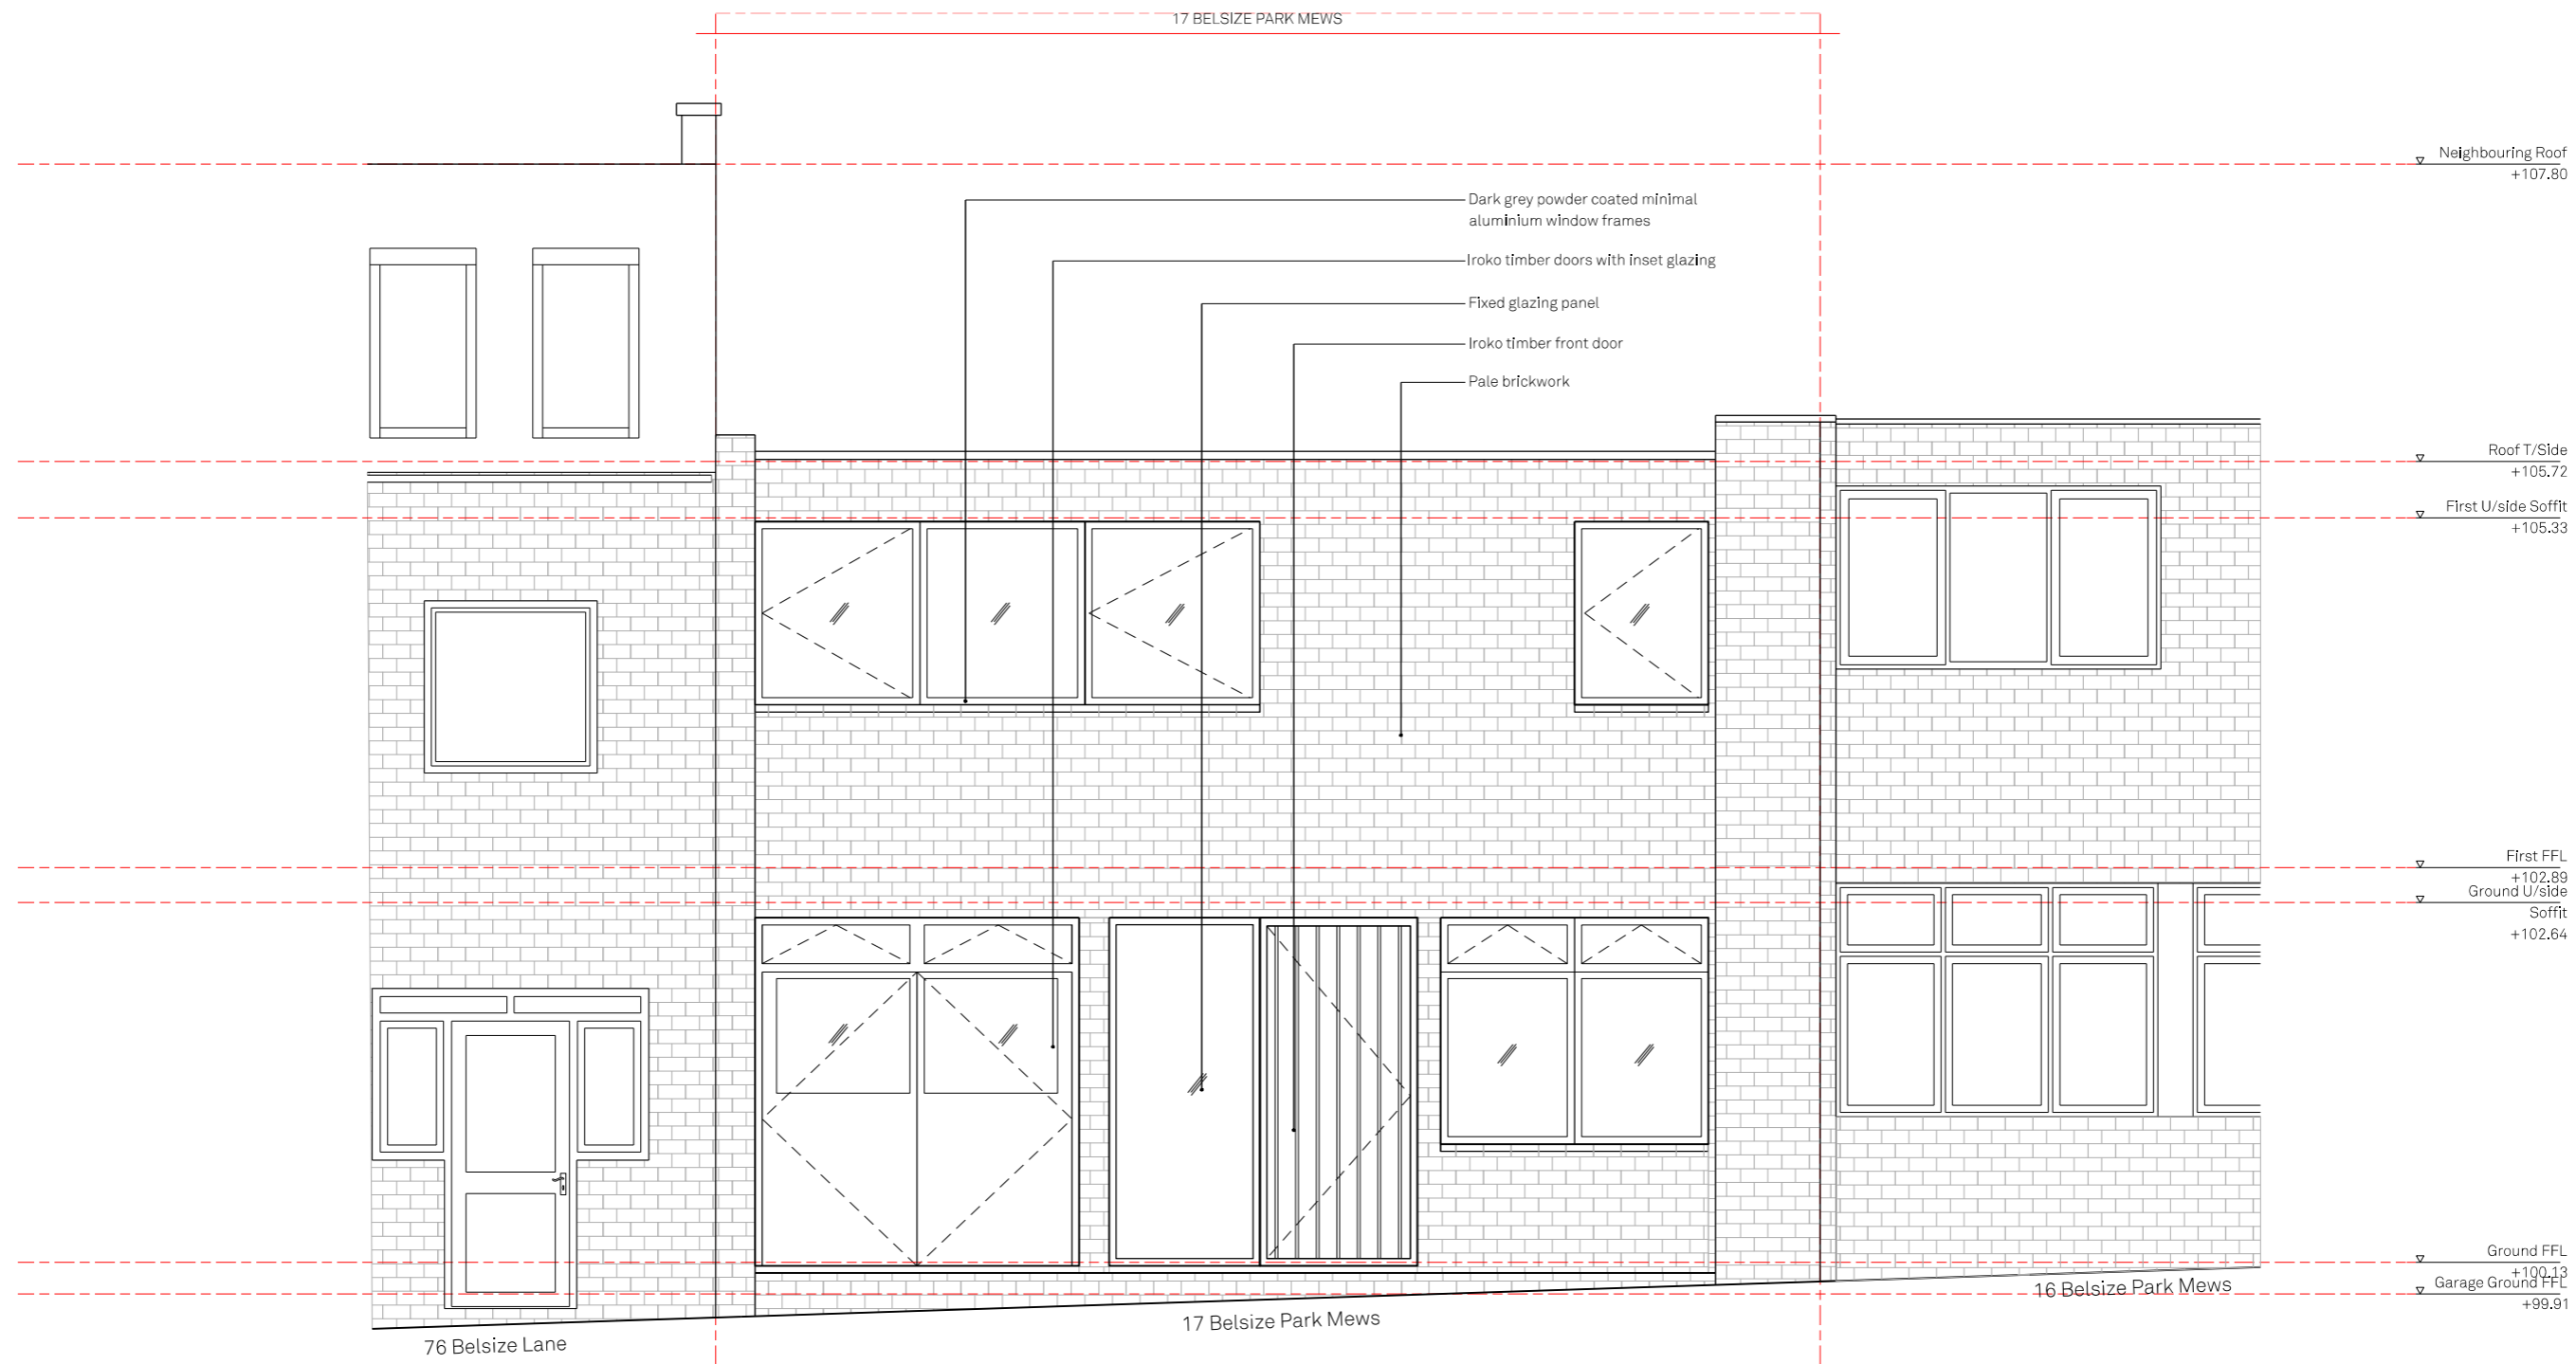 17 BELSIZE PARK MEWS
Neighbouring Roof
+107.80
Dark grey powder coated minimal
aluminium window frames
Iroko timber doors with inset glazing
Fixed glazing panel
Iroko timber front door
Pale brickwork
Roof T/Side
+105.72
First U/side Soffit
+105.33
First FFL
+102.89
Ground U/side
Soffit
+102.64
Ground FFL
+100.13
Garage Ground FFL
+99.91
16 Belsize Park Mews
17 Belsize Park Mews
76 Belsize Lane